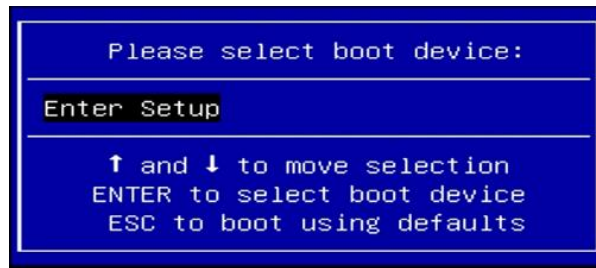 Please select boot device:
Enter Setup
↑ and ↓ to move selection
ENTER to select boot device
ESC to boot using defaults